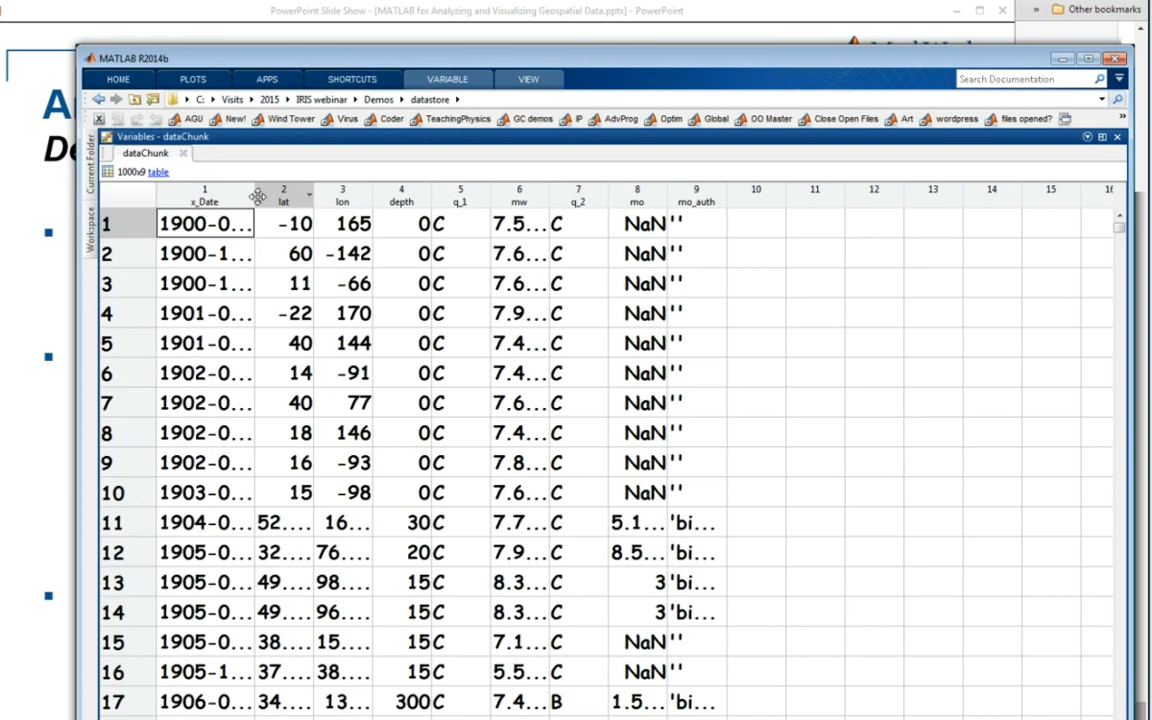 PowerPoint Slide Show - [MATLAB for Analyzing and Visualizing Geospatial Data.pptx] - PowerPoint
» Other bookmarks
MATLAB R2014b
HOME PLOTS APPS SHORTCUTS VARIABLE VIEW Search Documentation
C: Visits 2015 IRIS webinar Demos datastore
AGU New! Wind Tower Virus Coder TeachingPhysics GC demos IP AdvProg Optim Global OO Master Close Open Files Art wordpress files opened? »
Current Folder
Workspace
Variables - dataChunk
dataChunk
1000x9 table
1 2 3 4 5 6 7 8 9 10 11 12 13 14 15 16
x_Date lat lon depth q_1 mw q_2 mo mo_auth
1 1900-0... -10 165 0 C 7.5... C NaN ''
2 1900-1... 60 -142 0 C 7.6... C NaN ''
3 1900-1... 11 -66 0 C 7.6... C NaN ''
4 1901-0... -22 170 0 C 7.9... C NaN ''
5 1901-0... 40 144 0 C 7.4... C NaN ''
6 1902-0... 14 -91 0 C 7.4... C NaN ''
7 1902-0... 40 77 0 C 7.6... C NaN ''
8 1902-0... 18 146 0 C 7.4... C NaN ''
9 1902-0... 16 -93 0 C 7.8... C NaN ''
10 1903-0... 15 -98 0 C 7.6... C NaN ''
11 1904-0... 52.... 16... 30 C 7.7... C 5.1... 'bi...
12 1905-0... 32.... 76.... 20 C 7.9... C 8.5... 'bi...
13 1905-0... 49.... 98.... 15 C 8.3... C 3 'bi...
14 1905-0... 49.... 96.... 15 C 8.3... C 3 'bi...
15 1905-0... 38.... 15... 15 C 7.1... C NaN ''
16 1905-1... 37.... 38.... 15 C 5.5... C NaN ''
17 1906-0... 34.... 13... 300 C 7.4... B 1.5... 'bi...